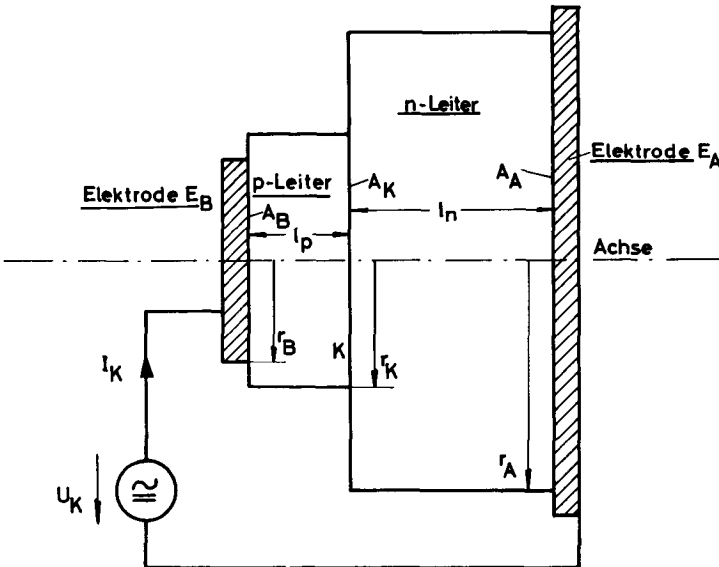 n-Leiter
Elektrode E_A
A_A
A_K
p-Leiter
Elektrode E_B
A_B
l_n
l_p
Achse
r_B
K
r_K
I_K
r_A
U_K